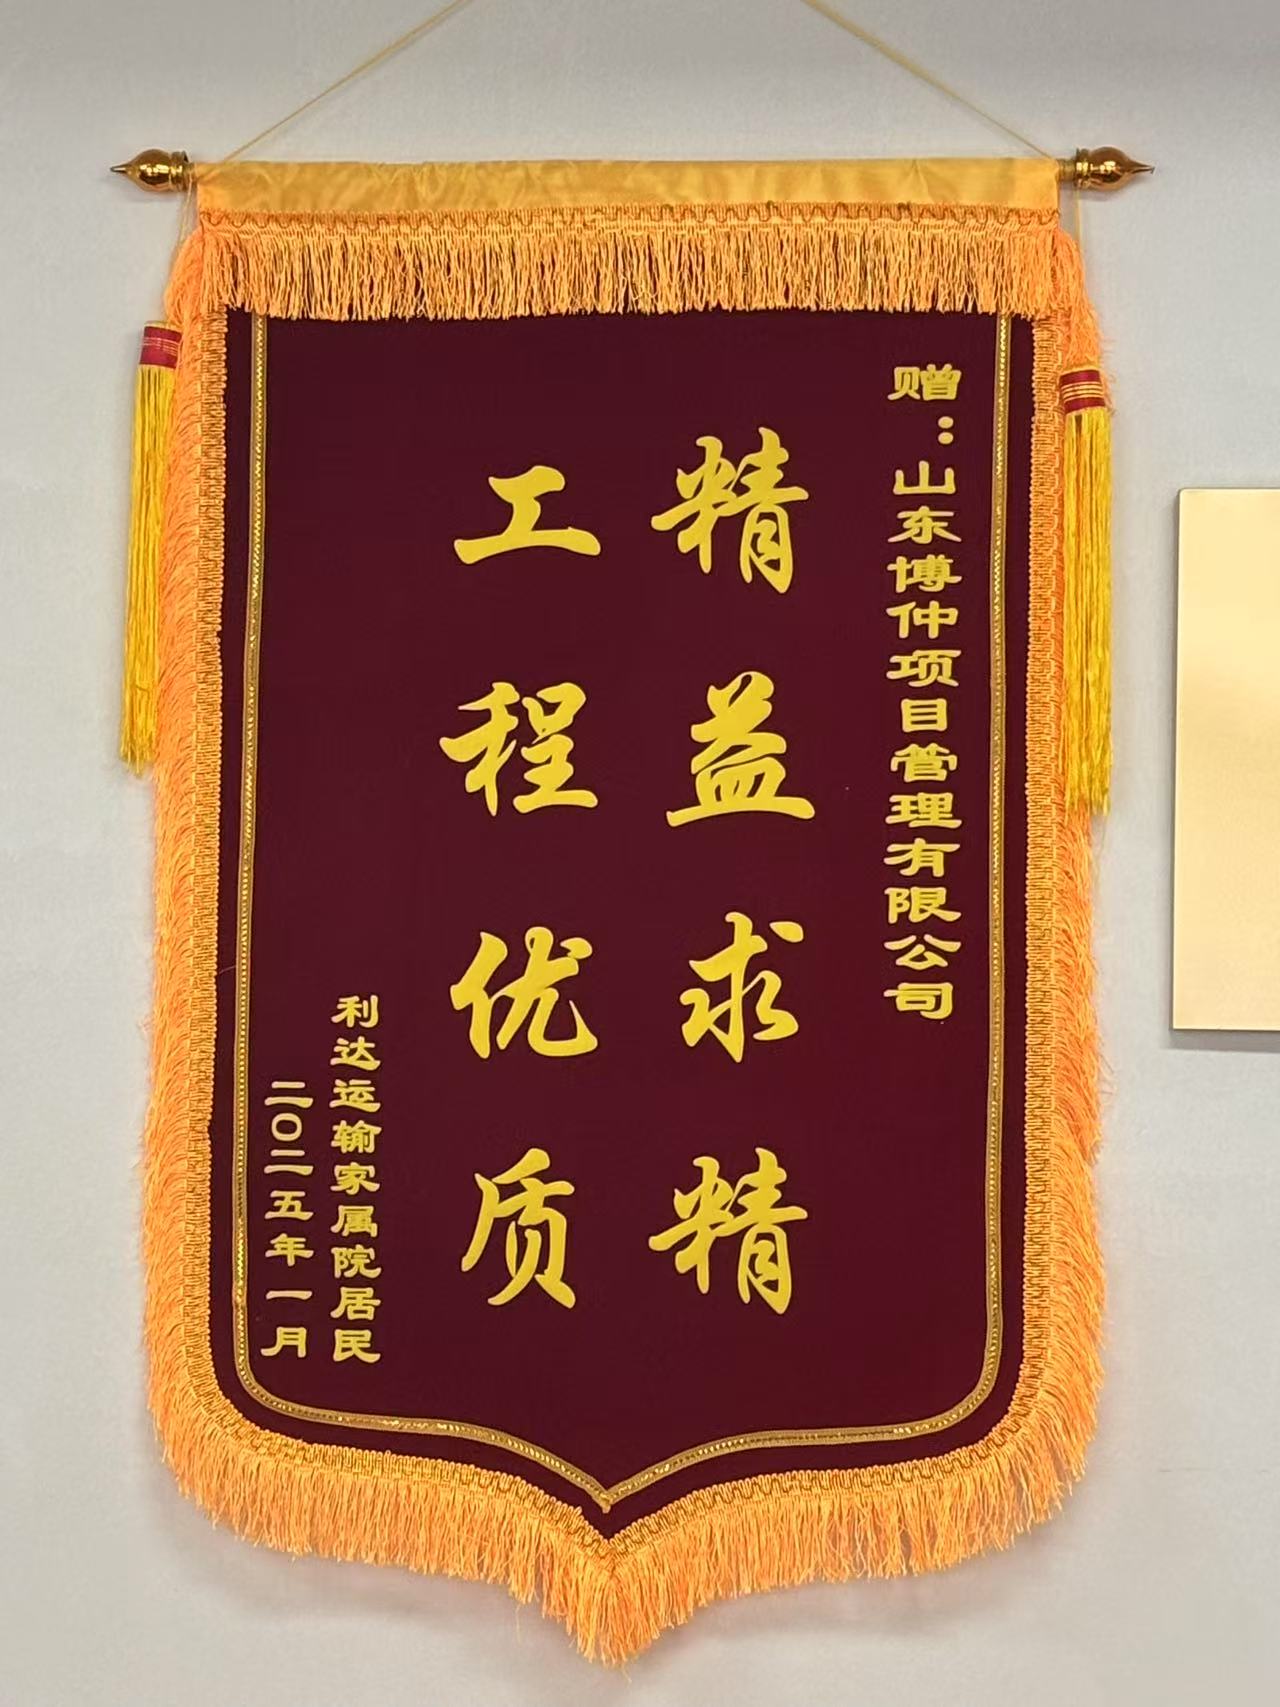 赠：山东博仲项目管理有限公司
精益求精
工程优质
利达运输家属院居民
二〇二五年一月